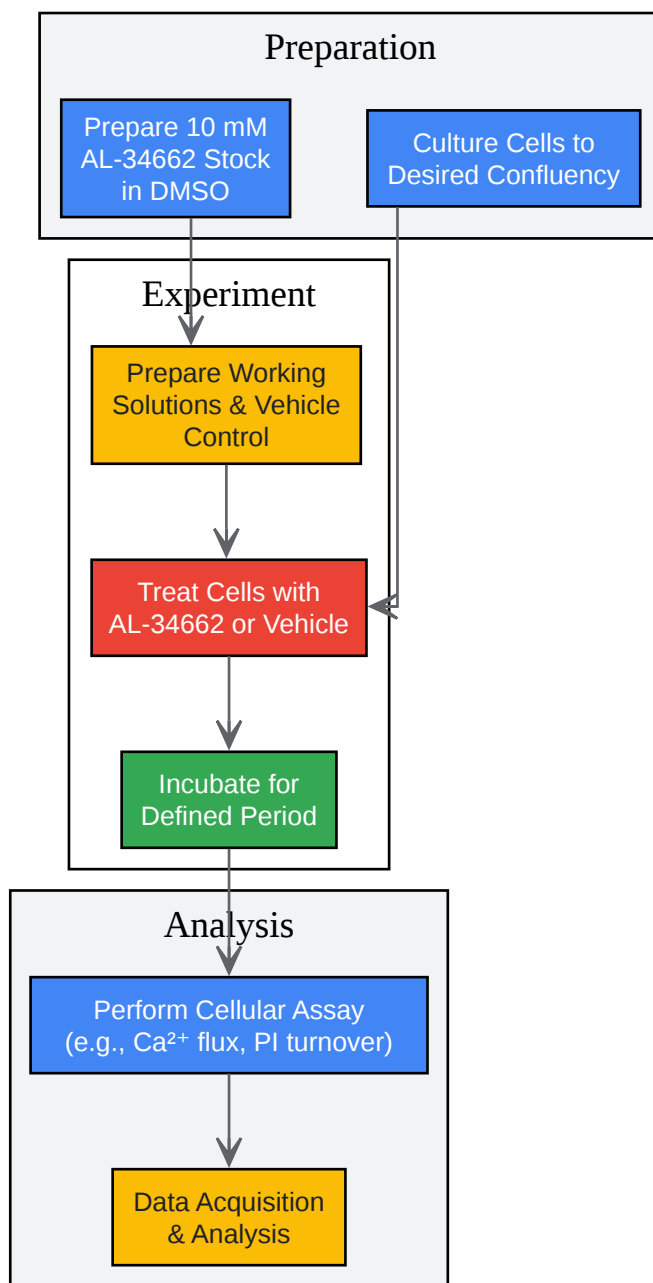 Preparation
Prepare 10 mM
AL-34662 Stock
in DMSO
Culture Cells to
Desired Confluency
Experiment
Prepare Working
Solutions & Vehicle
Control
Treat Cells with
AL-34662 or Vehicle
Incubate for
Defined Period
Analysis
Perform Cellular Assay
(e.g., Ca²⁺ flux, PI turnover)
Data Acquisition
& Analysis